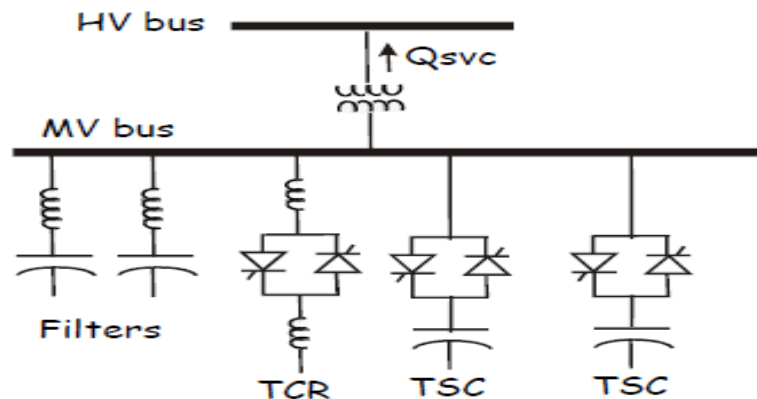 HV bus
Qsvc
MV bus
Filters
TCR
TSC
TSC